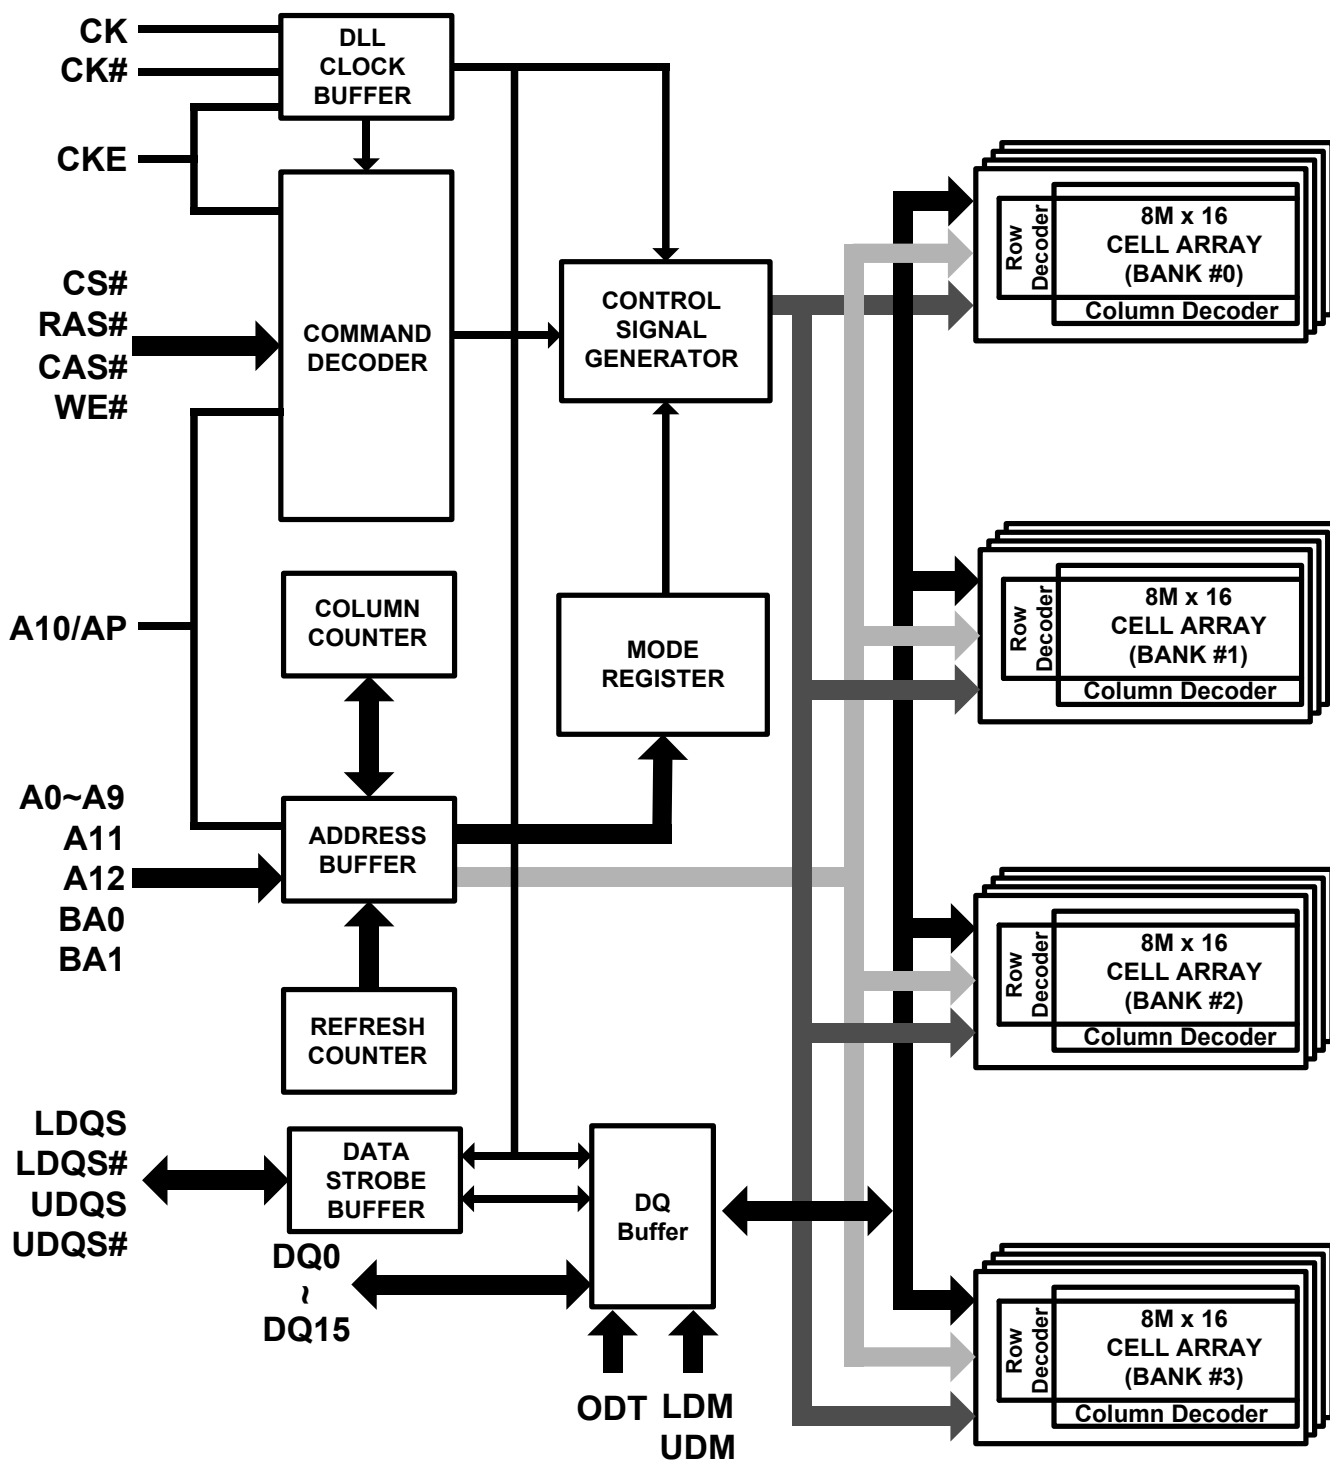 CK
CK#
CKE
CS#
RAS#
CAS#
WE#
A10/AP
A0~A9
A11
A12
BA0
BA1
LDQS
LDQS#
UDQS
UDQS#
DQ0
~
DQ15
DLL
CLOCK
BUFFER
COMMAND
DECODER
COLUMN
COUNTER
ADDRESS
BUFFER
REFRESH
COUNTER
DATA
STROBE
BUFFER
CONTROL
SIGNAL
GENERATOR
MODE
REGISTER
DQ
Buffer
ODT
LDM
UDM
Row
Decoder
8M x 16
CELL ARRAY
(BANK #0)
Column Decoder
Row
Decoder
8M x 16
CELL ARRAY
(BANK #1)
Column Decoder
Row
Decoder
8M x 16
CELL ARRAY
(BANK #2)
Column Decoder
Row
Decoder
8M x 16
CELL ARRAY
(BANK #3)
Column Decoder